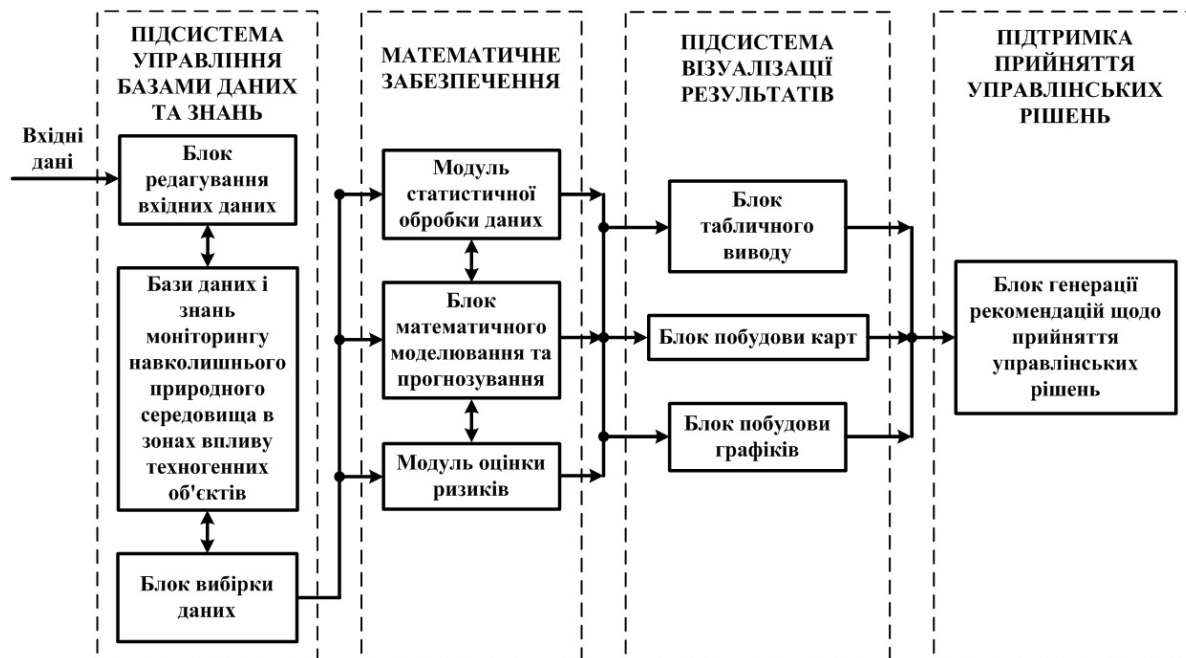 ПІДСИСТЕМА
УПРАВЛІННЯ
БАЗАМИ ДАНИХ
ТА ЗНАНЬ
Вхідні
дані
Блок
редагування
вхідних даних
Бази даних і
знань
моніторингу
навколишнього
природного
середовища в
зонах впливу
техногенних
об'єктів
Блок вибірки
даних
МАТЕМАТИЧНЕ
ЗАБЕЗПЕЧЕННЯ
Модуль
статистичної
обробки даних
Блок
математичного
моделювання та
прогнозування
Модуль оцінки
ризиків
ПІДСИСТЕМА
ВІЗУАЛІЗАЦІЇ
РЕЗУЛЬТАТІВ
Блок
табличного
виводу
Блок побудови карт
Блок побудови
графіків
ПІДТРИМКА
ПРИЙНЯТТЯ
УПРАВЛІНСЬКИХ
РІШЕНЬ
Блок генерації
рекомендацій щодо
прийняття
управлінських
рішень